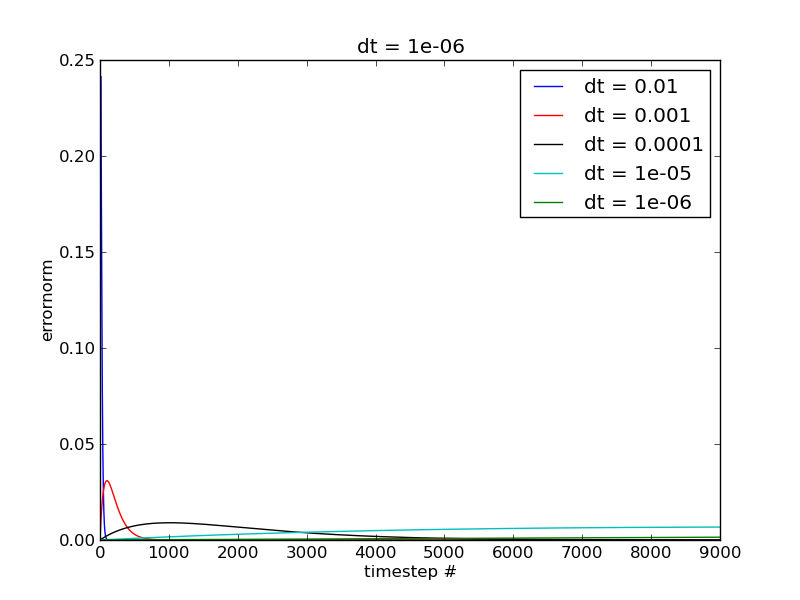 dt = 1e-06
0.25
0.20
0.15
0.10
0.05
0.00
errornorm
dt = 0.01
dt = 0.001
dt = 0.0001
dt = 1e-05
dt = 1e-06
0 1000 2000 3000 4000 5000 6000 7000 8000 9000
timestep #